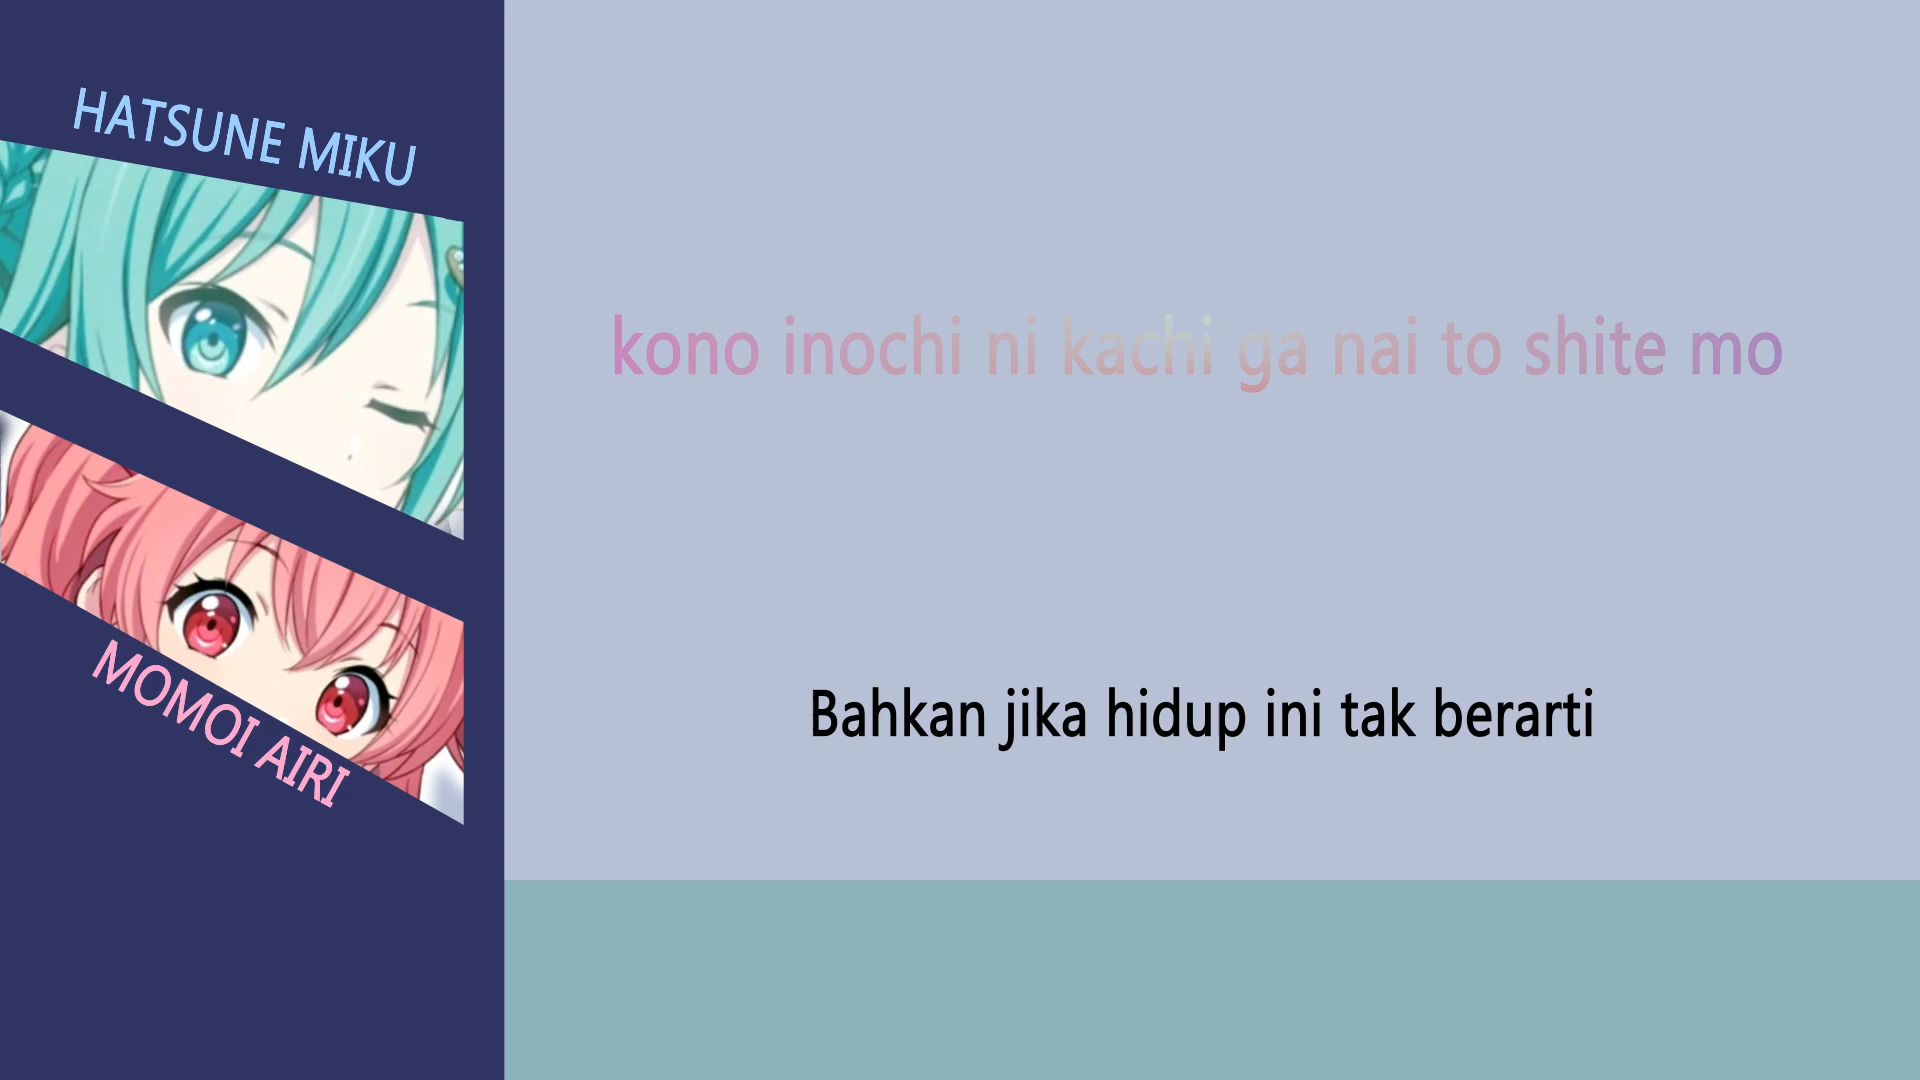 HATSUNE MIKU
MOMOI AIRI
kono inochi ni kachi ga nai to shite mo
Bahkan jika hidup ini tak berarti